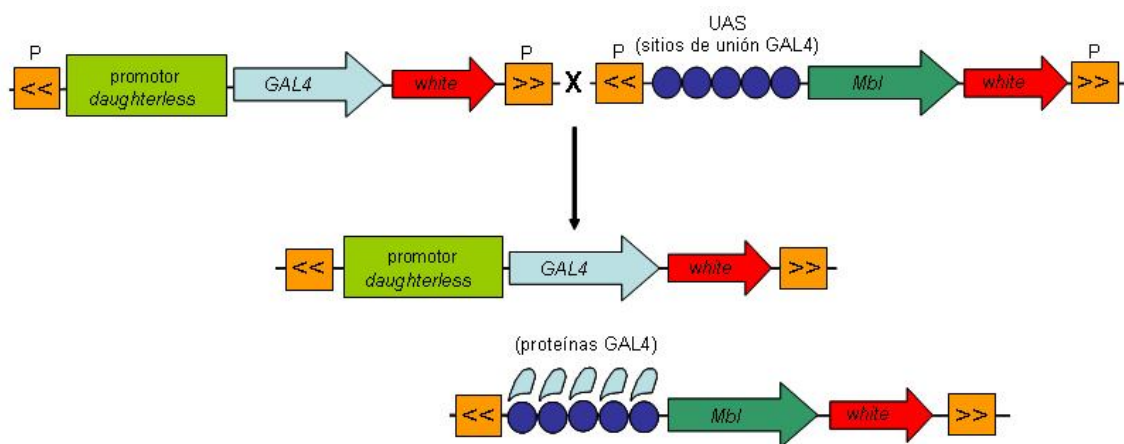 UAS
(sitios de unión GAL4)
P P P P
<< promotor daughterless GAL4 white >> X << Mbl white >>
<< promotor daughterless GAL4 white >>
(proteínas GAL4)
<< Mbl white >>